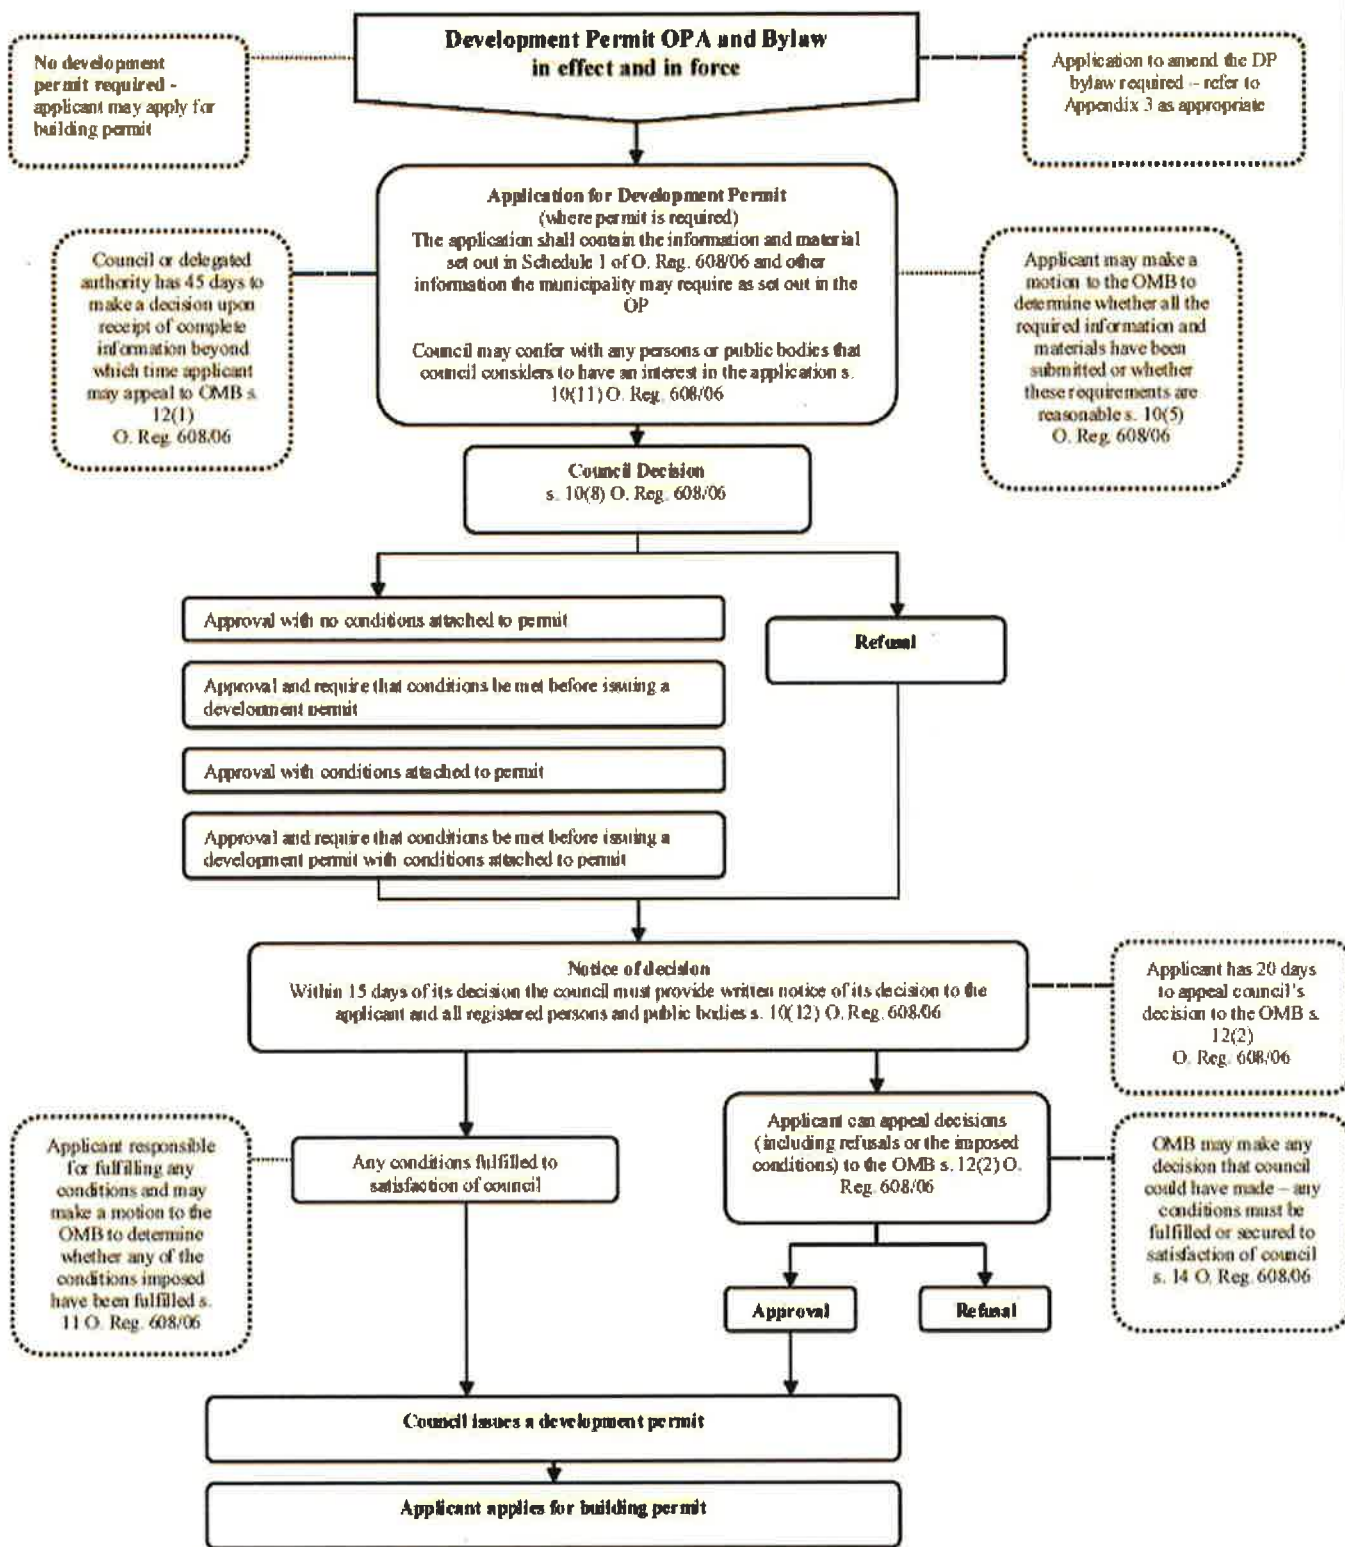 Development Permit OPA and Bylaw
in effect and in force
No development
permit required -
applicant may apply for
building permit
Application to amend the DP
bylaw required – refer to
Appendix 3 as appropriate
Application for Development Permit
(where permit is required)
The application shall contain the information and material
set out in Schedule 1 of O. Reg. 608/06 and other
information the municipality may require as set out in the
OP
Council may confer with any persons or public bodies that
council considers to have an interest in the application s.
10(11) O. Reg. 608/06
Council or delegated
authority has 45 days to
make a decision upon
receipt of complete
information beyond
which time applicant
may appeal to OMB s.
12(1)
O. Reg. 608/06
Applicant may make a
motion to the OMB to
determine whether all the
required information and
materials have been
submitted or whether
these requirements are
reasonable s. 10(5)
O. Reg. 608/06
Council Decision
s. 10(8) O. Reg. 608/06
Approval with no conditions attached to permit
Refusal
Approval and require that conditions be met before issuing a
development permit
Approval with conditions attached to permit
Approval and require that conditions be met before issuing a
development permit with conditions attached to permit
Notice of decision
Within 15 days of its decision the council must provide written notice of its decision to the
applicant and all registered persons and public bodies s. 10(12) O. Reg. 608/06
Applicant has 20 days
to appeal council's
decision to the OMB s.
12(2)
O. Reg. 608/06
Applicant responsible
for fulfilling any
conditions and may
make a motion to the
OMB to determine
whether any of the
conditions imposed
have been fulfilled s.
11 O. Reg. 608/06
Any conditions fulfilled to
satisfaction of council
Applicant can appeal decisions
(including refusals or the imposed
conditions) to the OMB s. 12(2) O.
Reg. 608/06
OMB may make any
decision that council
could have made – any
conditions must be
fulfilled or secured to
satisfaction of council
s. 14 O. Reg. 608/06
Approval
Refusal
Council issues a development permit
Applicant applies for building permit